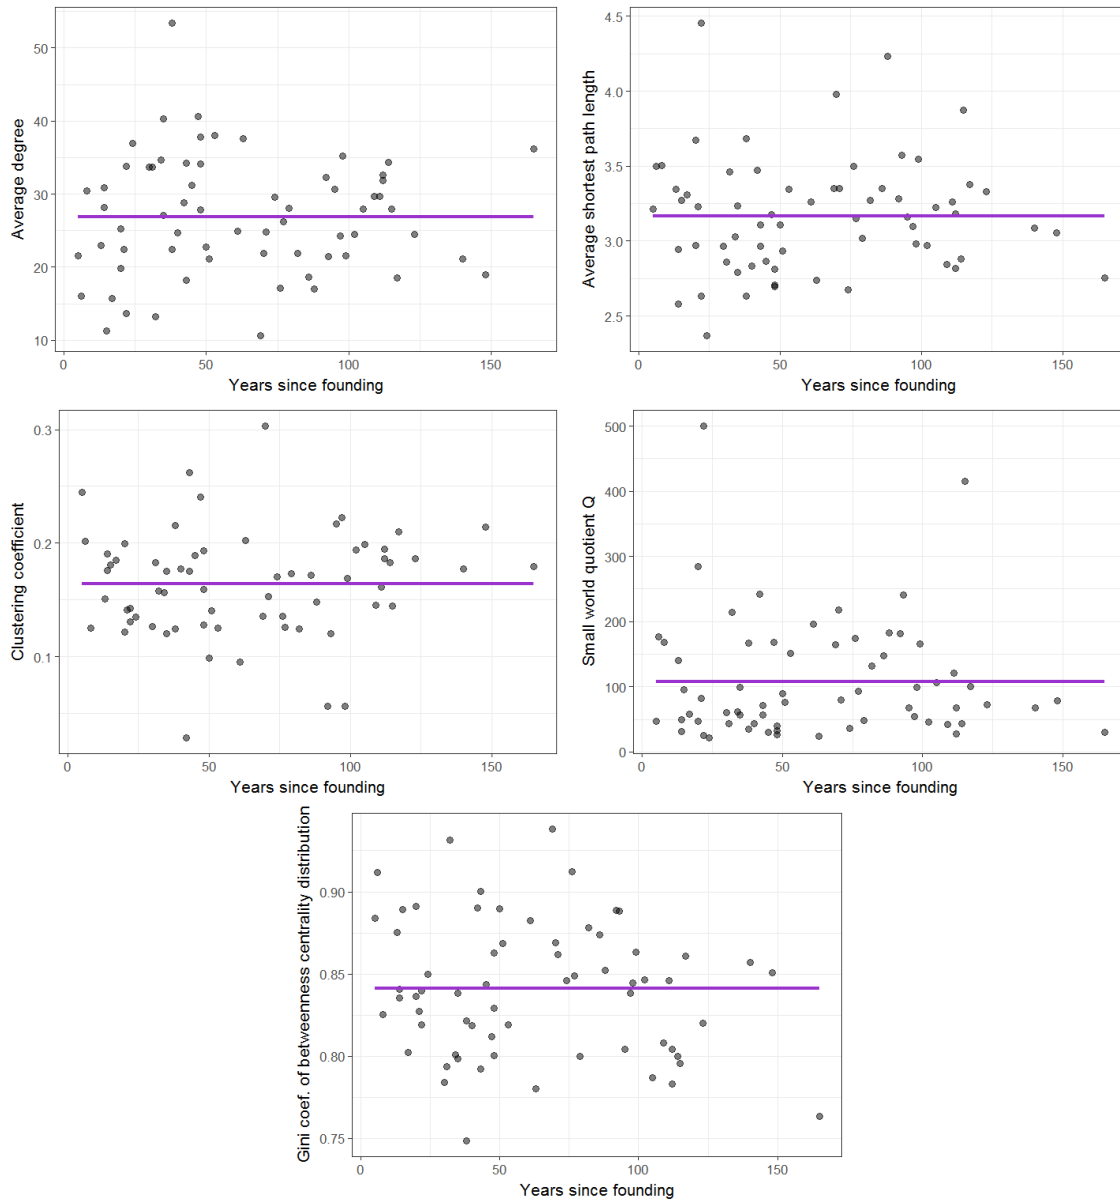 50
40
30
20
10
Average degree
0 50 100 150
Years since founding
4.5
4.0
3.5
3.0
2.5
Average shortest path length
0 50 100 150
Years since founding
0.3
0.2
0.1
Clustering coefficient
0 50 100 150
Years since founding
500
400
300
200
100
0
Small world quotient Q
0 50 100 150
Years since founding
0.90
0.85
0.80
0.75
Gini coef. of betweenness centrality distribution
0 50 100 150
Years since founding